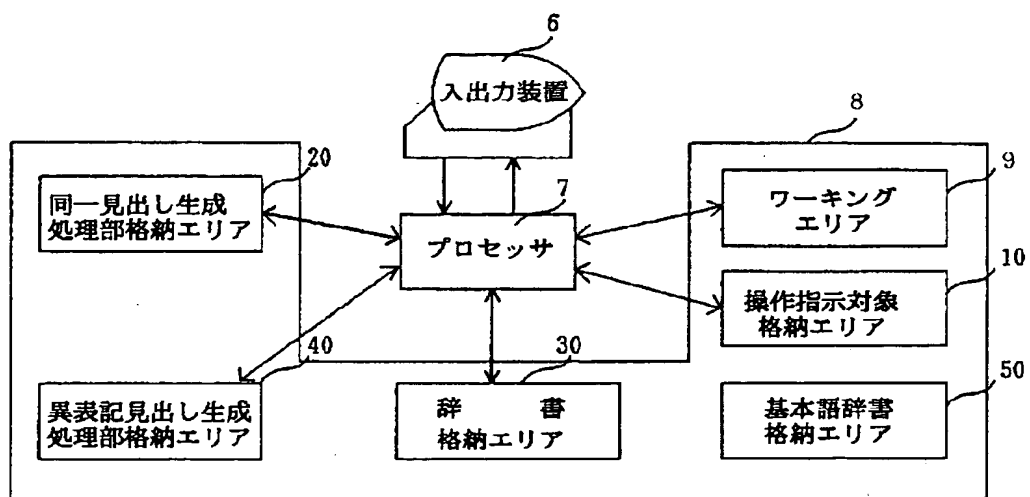 6
入出力装置
8
20
同一見出し生成
処理部格納エリア
7
プロセッサ
9
ワーキング
エリア
10
操作指示対象
格納エリア
40
異表記見出し生成
処理部格納エリア
30
辞 書
格納エリア
50
基本語辞書
格納エリア